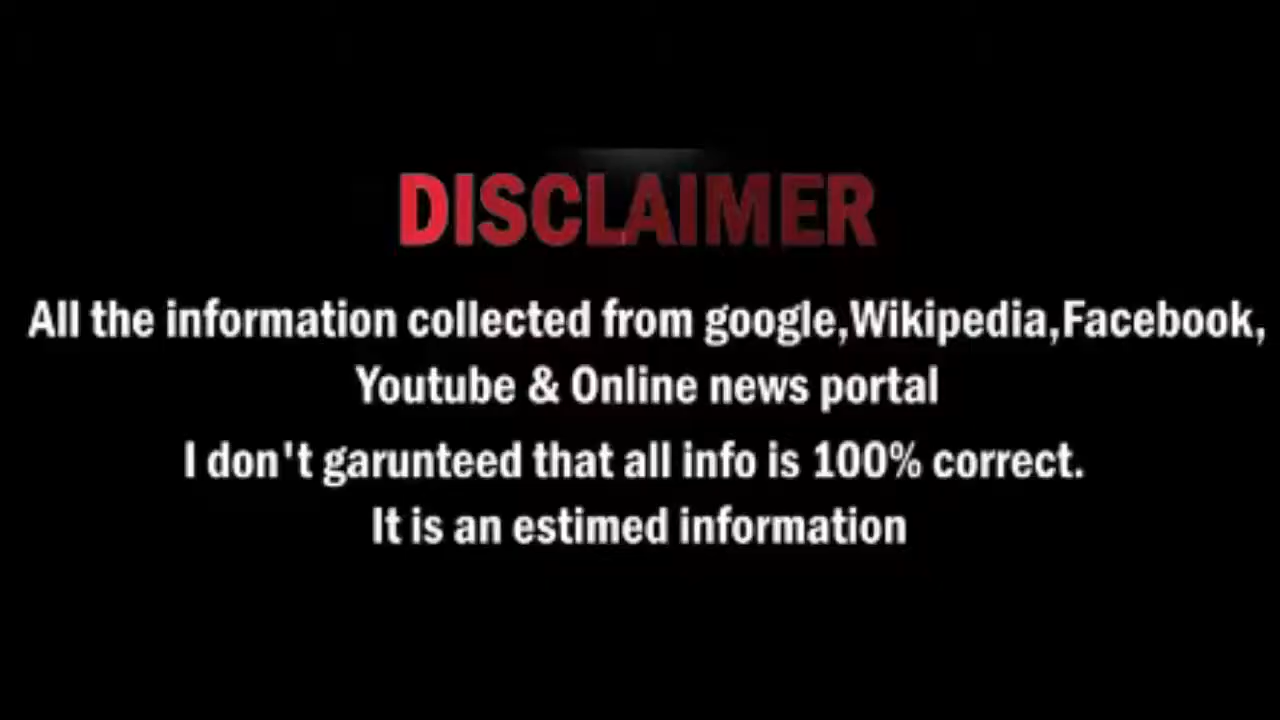 DISCLAIMER
All the information collected from google,Wikipedia,Facebook,
Youtube & Online news portal
I don't garunteed that all info is 100% correct.
It is an estimed information